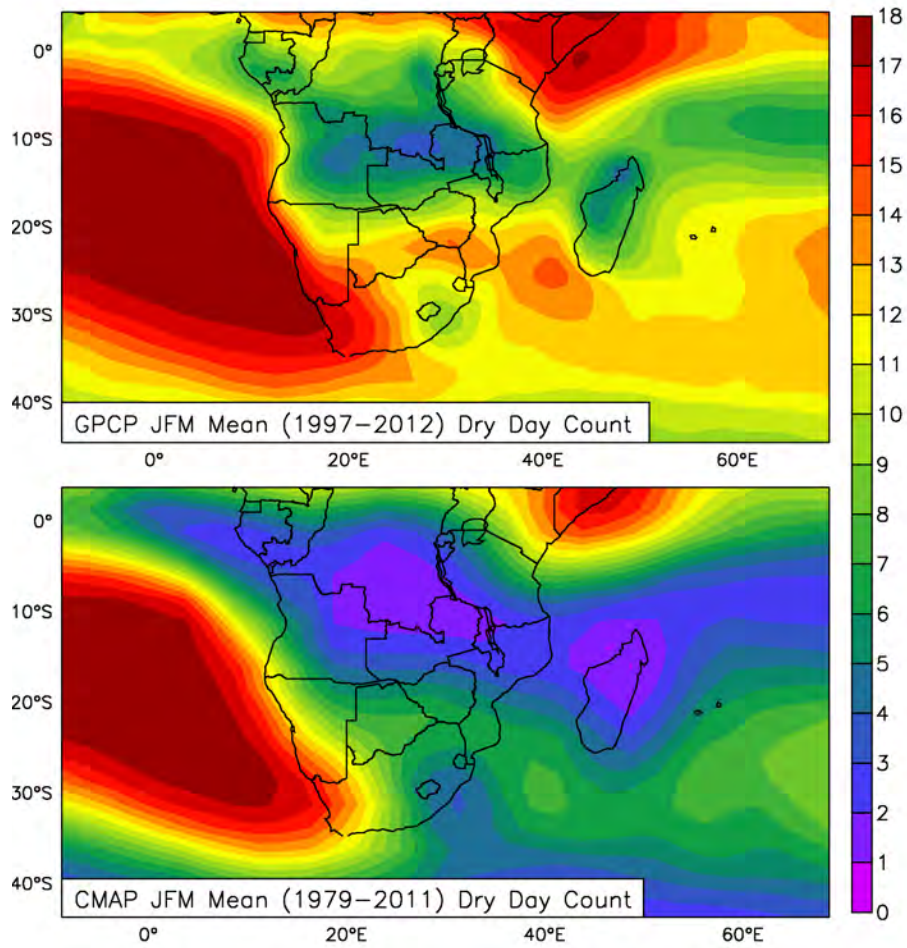 0°
10°S
20°S
30°S
40°S
GPCP JFM Mean (1997–2012) Dry Day Count
0° 20°E 40°E 60°E
0°
10°S
20°S
30°S
40°S
CMAP JFM Mean (1979–2011) Dry Day Count
0° 20°E 40°E 60°E
18
17
16
15
14
13
12
11
10
9
8
7
6
5
4
3
2
1
0